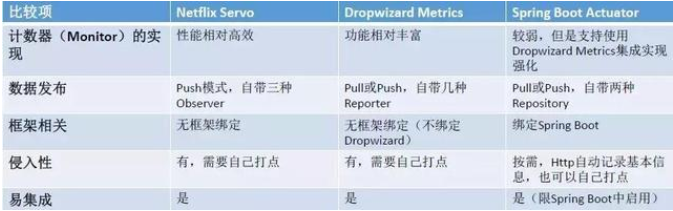 比较项 Netflix Servo Dropwizard Metrics Spring Boot Actuator
计数器（Monitor）的实 性能相对高效 功能相对丰富 较弱，但是支持使用
现 Dropwizard Metrics集成实现
强化
数据发布 Push模式，自带三种 Pull或Push，自带几种 Pull或Push，自带两种
Observer Reporter Repository
框架相关 无框架绑定 无框架绑定（不绑定 绑定Spring Boot
Dropwizard）
侵入性 有，需要自己打点 有，需要自己打点 按需，Http自动记录基本信
息，也可以自己打点
易集成 是 是 是（限Spring Boot中启用）